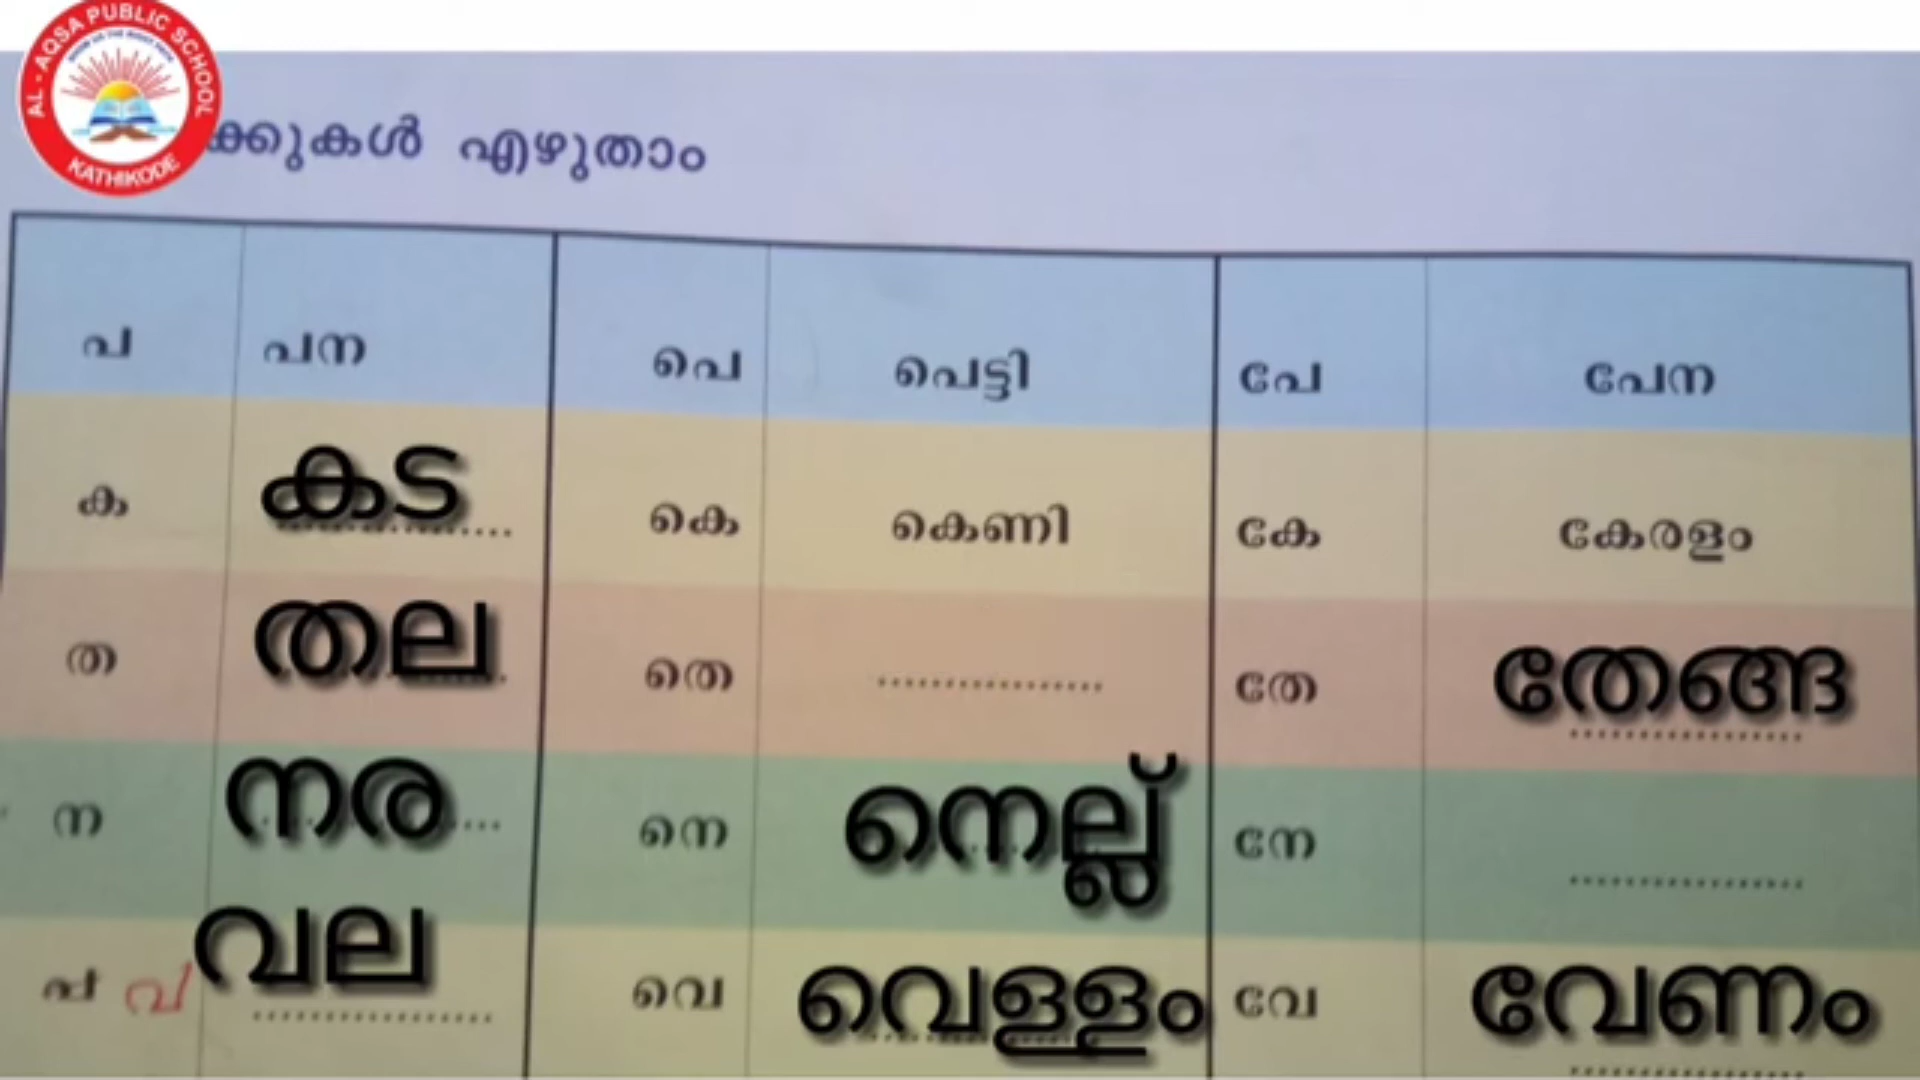 AL - AQSA PUBLIC SCHOOL
KATHIKODE
ക്കുകൾ എഴുതാം
പ പന പെ പെട്ടി പേ പേന
ക കട കെ കെണി കേ കേരളം
ത തല തെ .................. തേ തേങ്ങ
ന നര നെ നെല്ല് നേ ..................
വ വല വെ വെള്ളം വേ വേണം